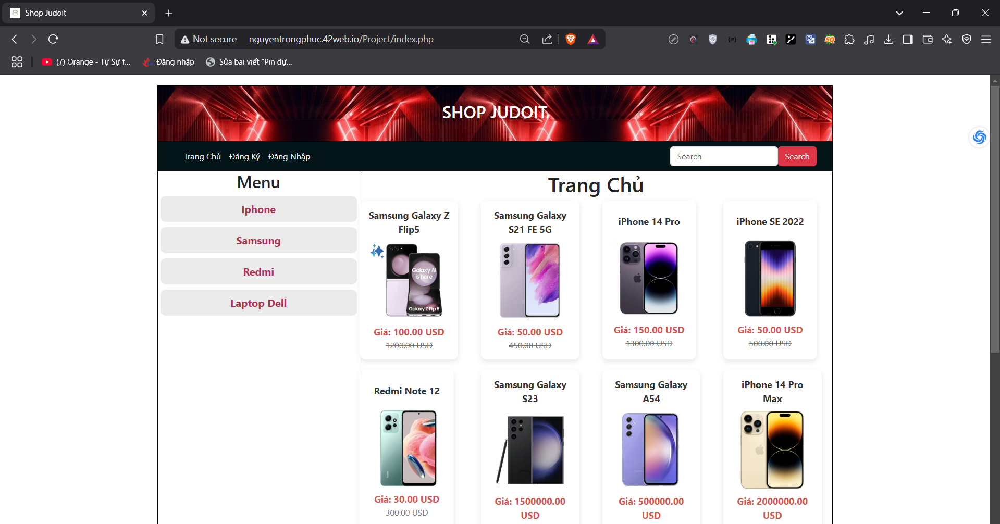 Shop Judoit
Not secure nguyentrongphuc.42web.io/Project/index.php
(7) Orange - Tự Sự f...
Đăng nhập
Sửa bài viết “Pin dự...
SHOP JUDOIT
Trang Chủ Đăng Ký Đăng Nhập
Search
Search
Menu
Iphone
Samsung
Redmi
Laptop Dell
Trang Chủ
Samsung Galaxy Z
Flip5
Galaxy AI
is here
Galaxy Z Flip 5
Giá: 100.00 USD
1200.00 USD
Samsung Galaxy
S21 FE 5G
Giá: 50.00 USD
450.00 USD
iPhone 14 Pro
Giá: 150.00 USD
1300.00 USD
iPhone SE 2022
Giá: 50.00 USD
500.00 USD
Redmi Note 12
Giá: 30.00 USD
300.00 USD
Samsung Galaxy
S23
Giá: 1500000.00
USD
Samsung Galaxy
A54
Giá: 500000.00
USD
iPhone 14 Pro
Max
Giá: 2000000.00
USD